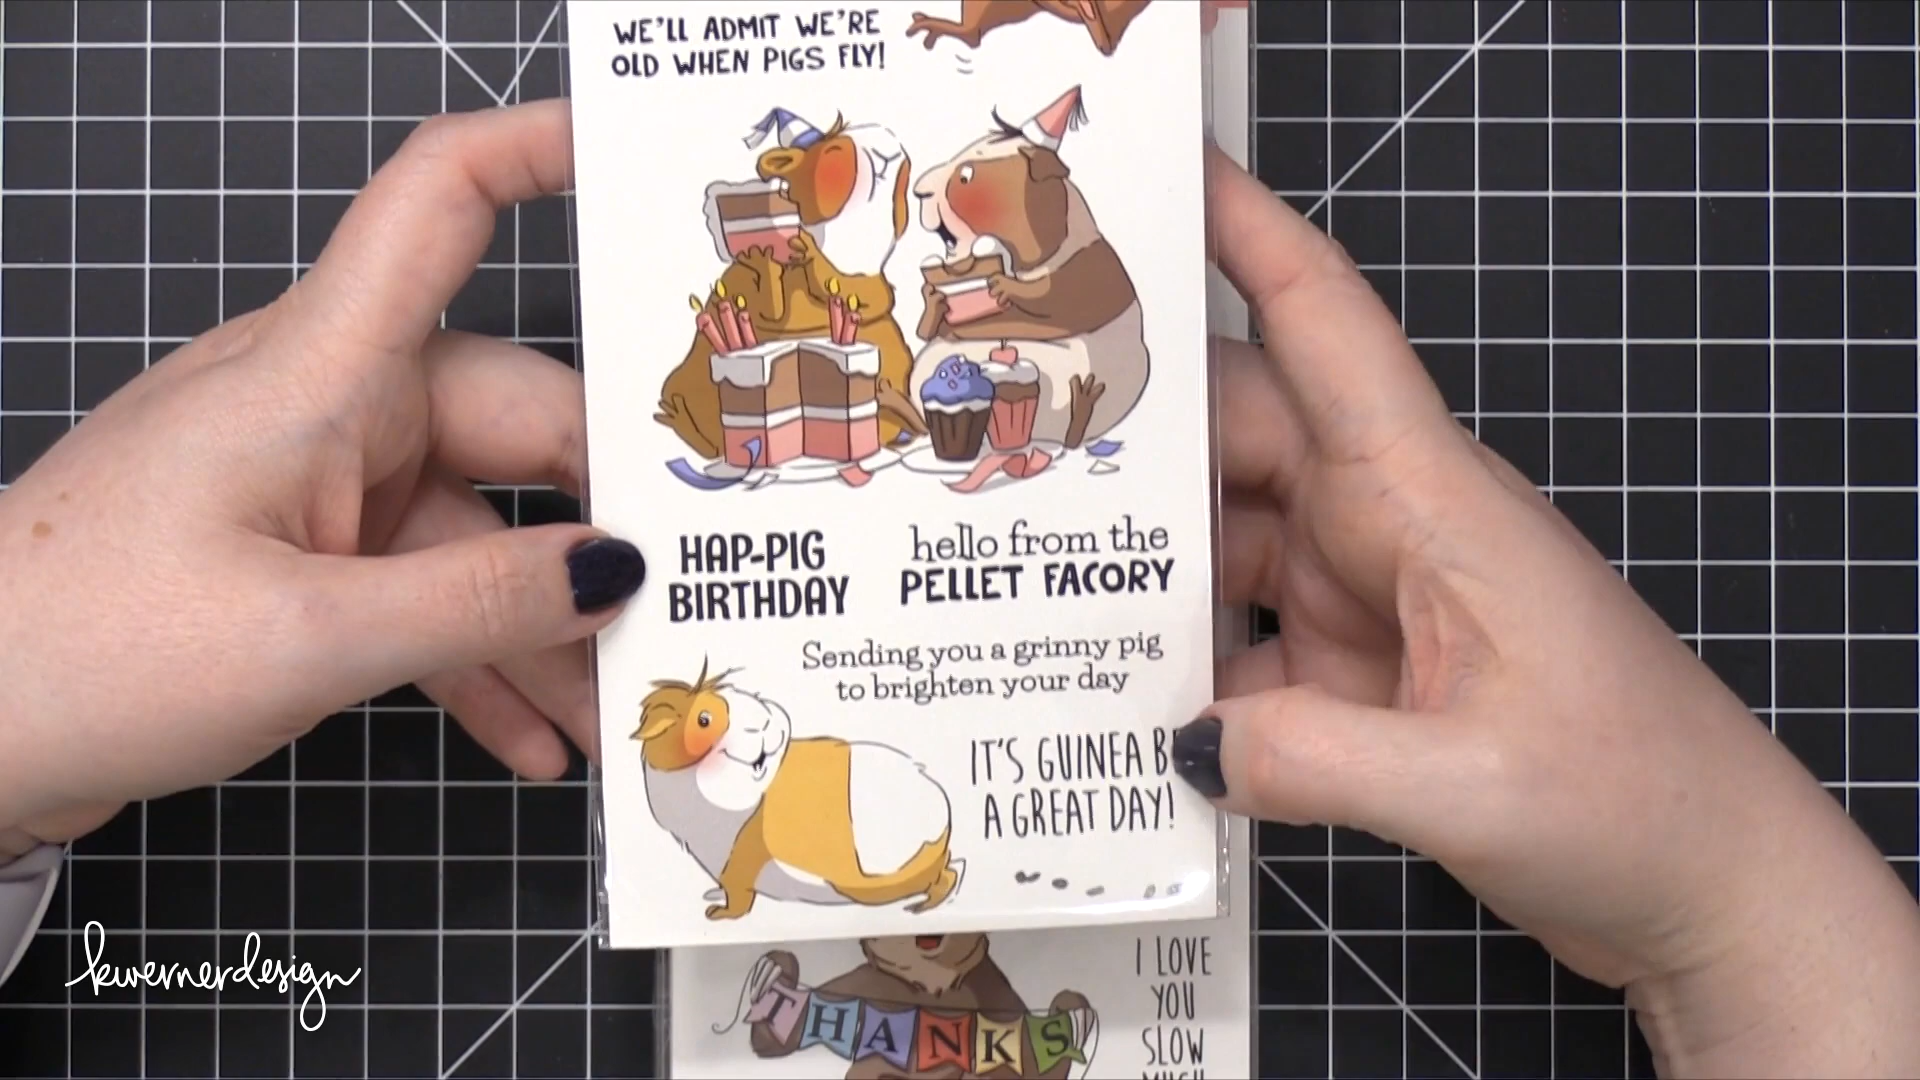 WE'LL ADMIT WE'RE
OLD WHEN PIGS FLY!
HAP-PIG
BIRTHDAY
hello from the
PELLET FACORY
Sending you a grinny pig
to brighten your day
IT'S GUINEA
A GREAT DAY!
THANKS
I LOVE
YOU
SLOW
kwernerdesign